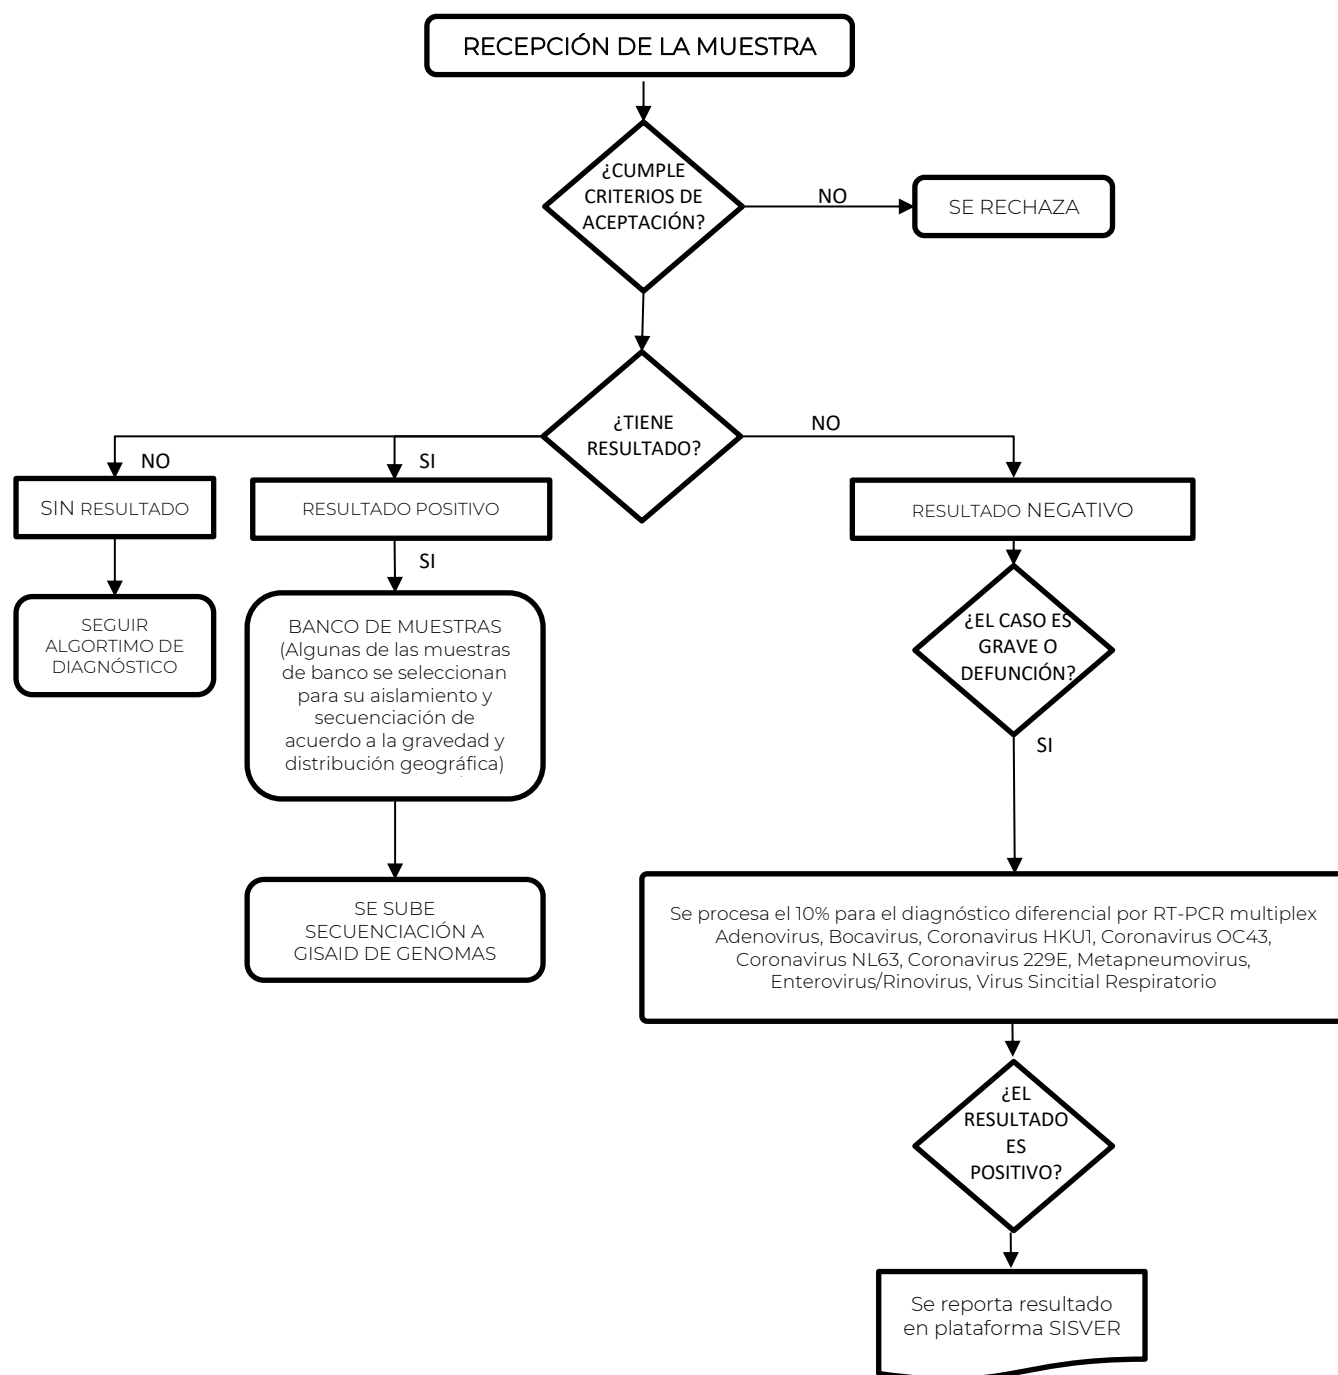 RECEPCIÓN DE LA MUESTRA
¿CUMPLE
CRITERIOS DE
ACEPTACIÓN?
NO
SE RECHAZA
¿TIENE
RESULTADO?
NO
SI
NO
SIN RESULTADO
RESULTADO POSITIVO
RESULTADO NEGATIVO
SI
SEGUIR
ALGORTIMO DE
DIAGNÓSTICO
BANCO DE MUESTRAS
(Algunas de las muestras
de banco se seleccionan
para su aislamiento y
secuenciación de
acuerdo a la gravedad y
distribución geográfica)
¿EL CASO ES
GRAVE O
DEFUNCIÓN?
SI
SE SUBE
SECUENCIACIÓN A
GISAID DE GENOMAS
Se procesa el 10% para el diagnóstico diferencial por RT-PCR multiplex
Adenovirus, Bocavirus, Coronavirus HKU1, Coronavirus OC43,
Coronavirus NL63, Coronavirus 229E, Metapneumovirus,
Enterovirus/Rinovirus, Virus Sincitial Respiratorio
¿EL
RESULTADO
ES
POSITIVO?
Se reporta resultado
en plataforma SISVER